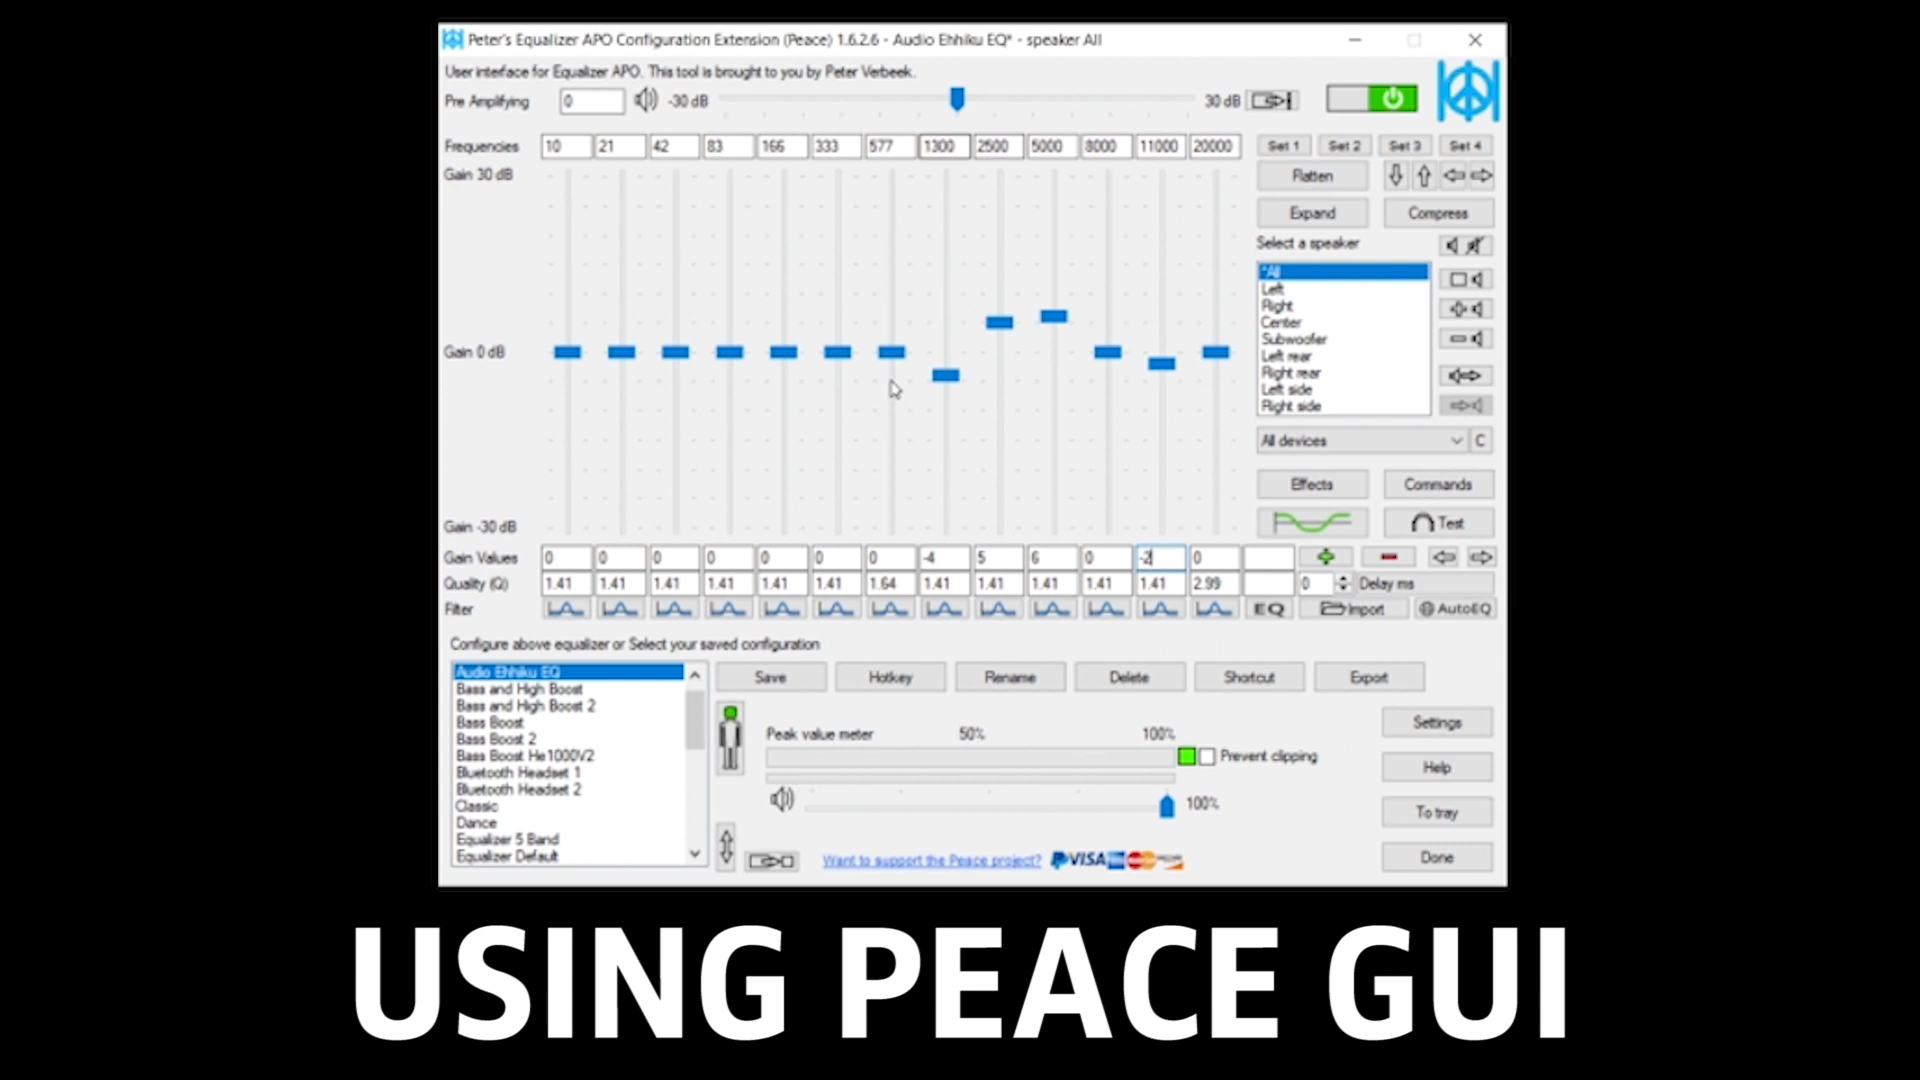 Peter's Equalizer APO Configuration Extension (Peace) 1.6.2.6 - Audio Ehhiku EQ* - speaker All
User interface for Equalizer APO. This tool is brought to you by Peter Verbeek.
Pre Amplifying 0 -30 dB 30 dB
Frequencies 10 21 42 83 166 333 577 1300 2500 5000 8000 11000 20000 Set 1 Set 2 Set 3 Set 4
Gain 30 dB Flatten
Expand Compress
Select a speaker
*All
Left
Right
Center
Subwoofer
Left rear
Right rear
Left side
Right side
Gain 0 dB
All devices C
Effects Commands
Gain -30 dB Test
Gain Values 0 0 0 0 0 0 0 -4 5 6 0 -2 0
Quality (Q) 1.41 1.41 1.41 1.41 1.41 1.41 1.64 1.41 1.41 1.41 1.41 1.41 2.99 0 Delay ms
Filter EQ Import AutoEQ
Configure above equalizer or Select your saved configuration
Audio Ehhiku EQ
Bass and High Boost
Bass and High Boost 2
Bass Boost
Bass Boost 2
Bass Boost He1000V2
Bluetooth Headset 1
Bluetooth Headset 2
Classic
Dance
Equalizer 5 Band
Equalizer Default
Save Hotkey Rename Delete Shortcut Export
Peak value meter 50% 100%
Prevent clipping
100%
Want to support the Peace project? VISA
Settings
Help
To tray
Done
USING PEACE GUI